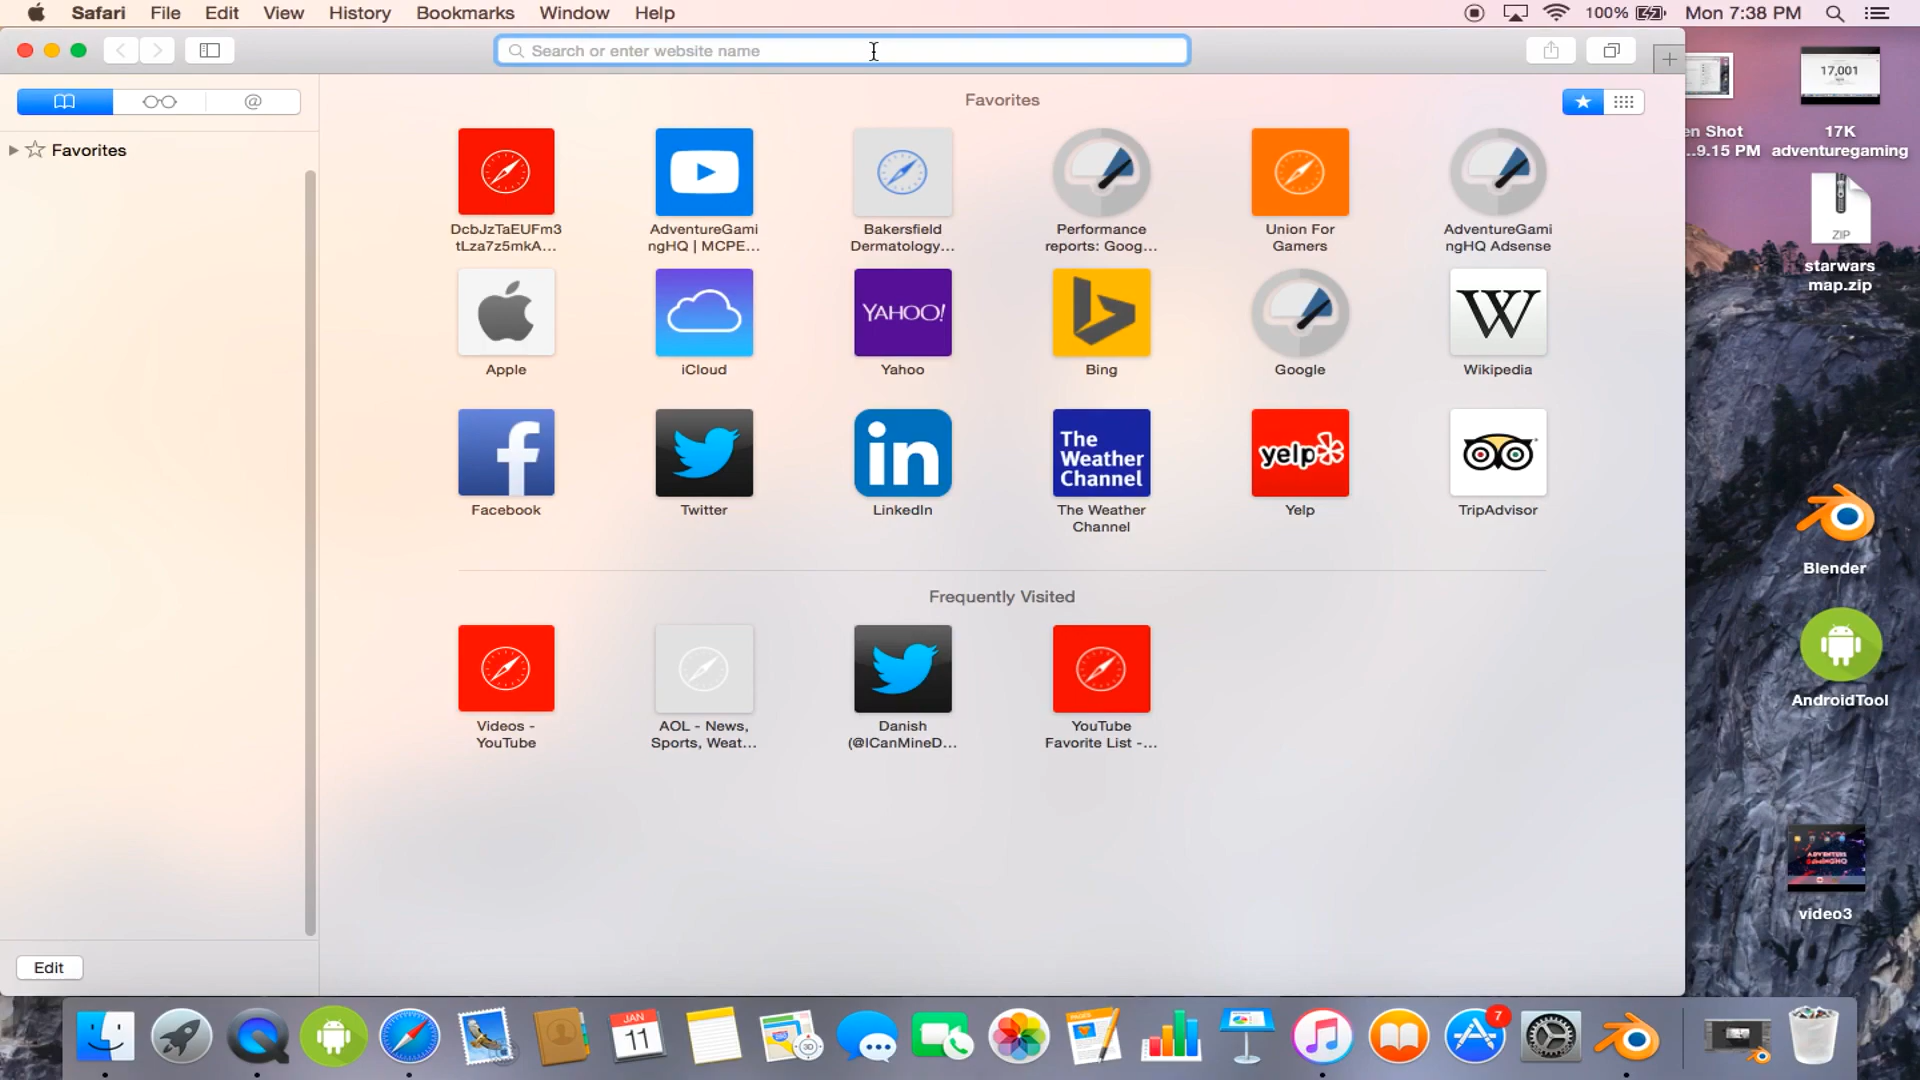 Safari File Edit View History Bookmarks Window Help 100% Mon 7:38 PM
Search or enter website name
Favorites
Favorites
DcbJzTaEUFm3
tLza7z5mkA...
AdventureGami
ngHQ | MCPE...
Bakersfield
Dermatology...
Performance
reports: Goog...
Union For
Gamers
AdventureGami
ngHQ Adsense
YAHOO!
W
Apple
iCloud
Yahoo
Bing
Google
Wikipedia
f
in
The
Weather
Channel
yelp
Facebook
Twitter
LinkedIn
The Weather
Channel
Yelp
TripAdvisor
Frequently Visited
Videos -
YouTube
AOL - News,
Sports, Weat...
Danish
(@ICanMineD...
YouTube
Favorite List -...
Edit
en Shot
...9.15 PM
17,001
17K
adventuregaming
ZIP
starwars
map.zip
Blender
AndroidTool
ADVENTURE
GAMINGHQ
video3
JAN
11
PAGES
7